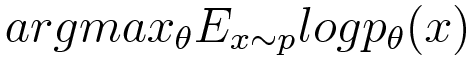 argmax_θ E_{x∼p} log p_θ(x)